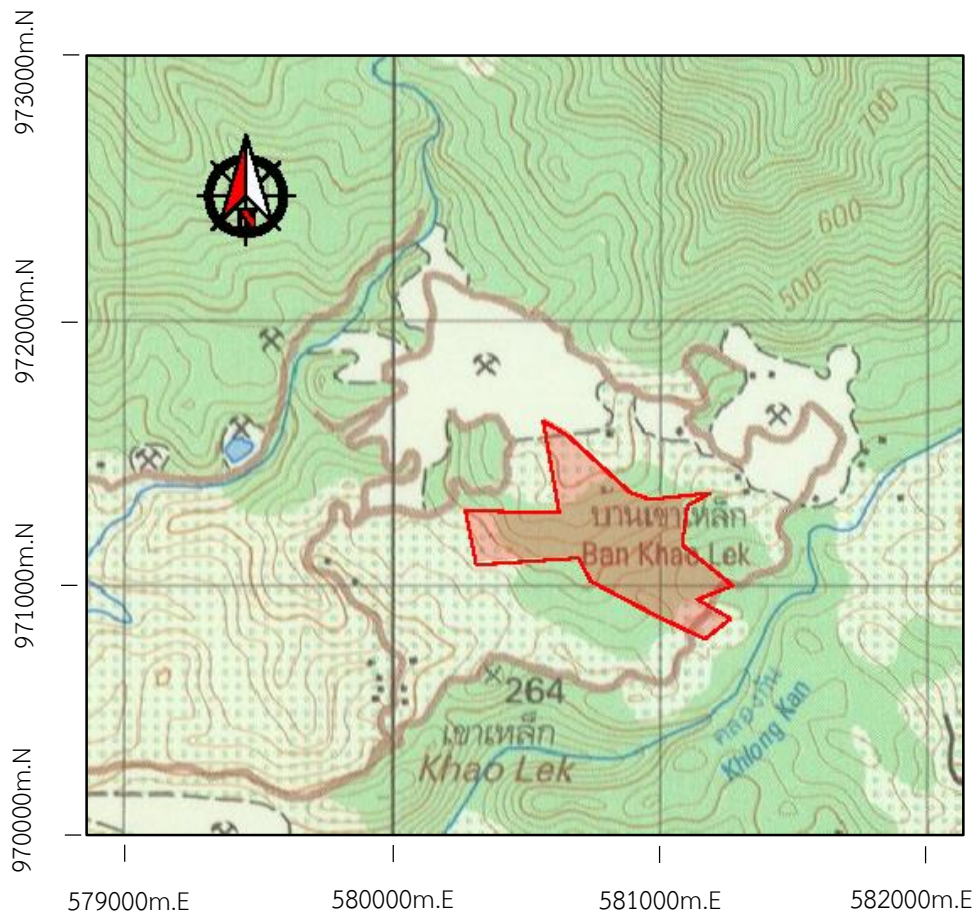 973000m.N
972000m.N
971000m.N
970000m.N
N
700
600
500
บ้านเขาเหล็ก
Ban Khao Lek
264
เขาเหล็ก
Khao Lek
คลองงัน
Khlong Kan
579000m.E
580000m.E
581000m.E
582000m.E